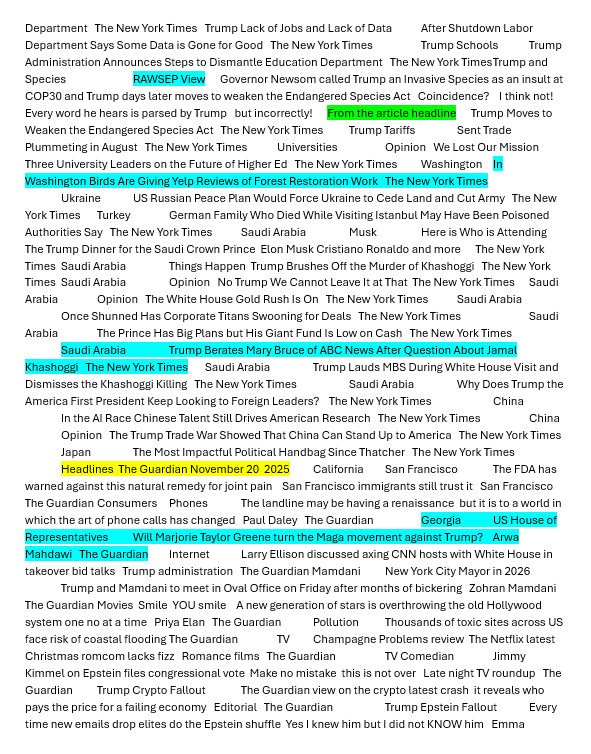 Department The New York Times Trump Lack of Jobs and Lack of Data After Shutdown Labor
Department Says Some Data is Gone for Good The New York Times Trump Schools Trump
Administration Announces Steps to Dismantle Education Department The New York TimesTrump and
Species RAWSEP View Governor Newsom called Trump an Invasive Species as an insult at
COP30 and Trump days later moves to weaken the Endangered Species Act Coincidence? I think not!
Every word he hears is parsed by Trump but incorrectly! From the article headline Trump Moves to
Weaken the Endangered Species Act The New York Times Trump Tariffs Sent Trade
Plummeting in August The New York Times Universities Opinion We Lost Our Mission
Three University Leaders on the Future of Higher Ed The New York Times Washington In
Washington Birds Are Giving Yelp Reviews of Forest Restoration Work The New York Times
Ukraine US Russian Peace Plan Would Force Ukraine to Cede Land and Cut Army The New
York Times Turkey German Family Who Died While Visiting Istanbul May Have Been Poisoned
Authorities Say The New York Times Saudi Arabia Musk Here is Who is Attending
The Trump Dinner for the Saudi Crown Prince Elon Musk Cristiano Ronaldo and more The New York
Times Saudi Arabia Things Happen Trump Brushes Off the Murder of Khashoggi The New York
Times Saudi Arabia Opinion No Trump We Cannot Leave It at That The New York Times Saudi
Arabia Opinion The White House Gold Rush Is On The New York Times Saudi Arabia
Once Shunned Has Corporate Titans Swooning for Deals The New York Times Saudi
Arabia The Prince Has Big Plans but His Giant Fund Is Low on Cash The New York Times
Saudi Arabia Trump Berates Mary Bruce of ABC News After Question About Jamal
Khashoggi The New York Times Saudi Arabia Trump Lauds MBS During White House Visit and
Dismisses the Khashoggi Killing The New York Times Saudi Arabia Why Does Trump the
America First President Keep Looking to Foreign Leaders? The New York Times China
In the AI Race Chinese Talent Still Drives American Research The New York Times China
Opinion The Trump Trade War Showed That China Can Stand Up to America The New York Times
Japan The Most Impactful Political Handbag Since Thatcher The New York Times
Headlines The Guardian November 20 2025 California San Francisco The FDA has
warned against this natural remedy for joint pain San Francisco immigrants still trust it San Francisco
The Guardian Consumers Phones The landline may be having a renaissance but it is to a world in
which the art of phone calls has changed Paul Daley The Guardian Georgia US House of
Representatives Will Marjorie Taylor Greene turn the Maga movement against Trump? Arwa
Mahdawi The Guardian Internet Larry Ellison discussed axing CNN hosts with White House in
takeover bid talks Trump administration The Guardian Mamdani New York City Mayor in 2026
Trump and Mamdani to meet in Oval Office on Friday after months of bickering Zohran Mamdani
The Guardian Movies Smile YOU smile A new generation of stars is overthrowing the old Hollywood
system one no at a time Priya Elan The Guardian Pollution Thousands of toxic sites across US
face risk of coastal flooding The Guardian TV Champagne Problems review The Netflix latest
Christmas romcom lacks fizz Romance films The Guardian TV Comedian Jimmy
Kimmel on Epstein files congressional vote Make no mistake this is not over Late night TV roundup The
Guardian Trump Crypto Fallout The Guardian view on the crypto latest crash it reveals who
pays the price for a failing economy Editorial The Guardian Trump Epstein Fallout Every
time new emails drop elites do the Epstein shuffle Yes I knew him but I did not KNOW him Emma